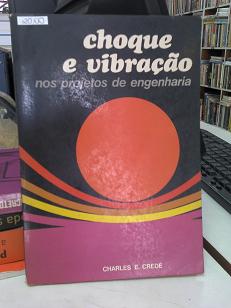 choque
e vibração
nos projetos de engenharia
CHARLES E. CREDE